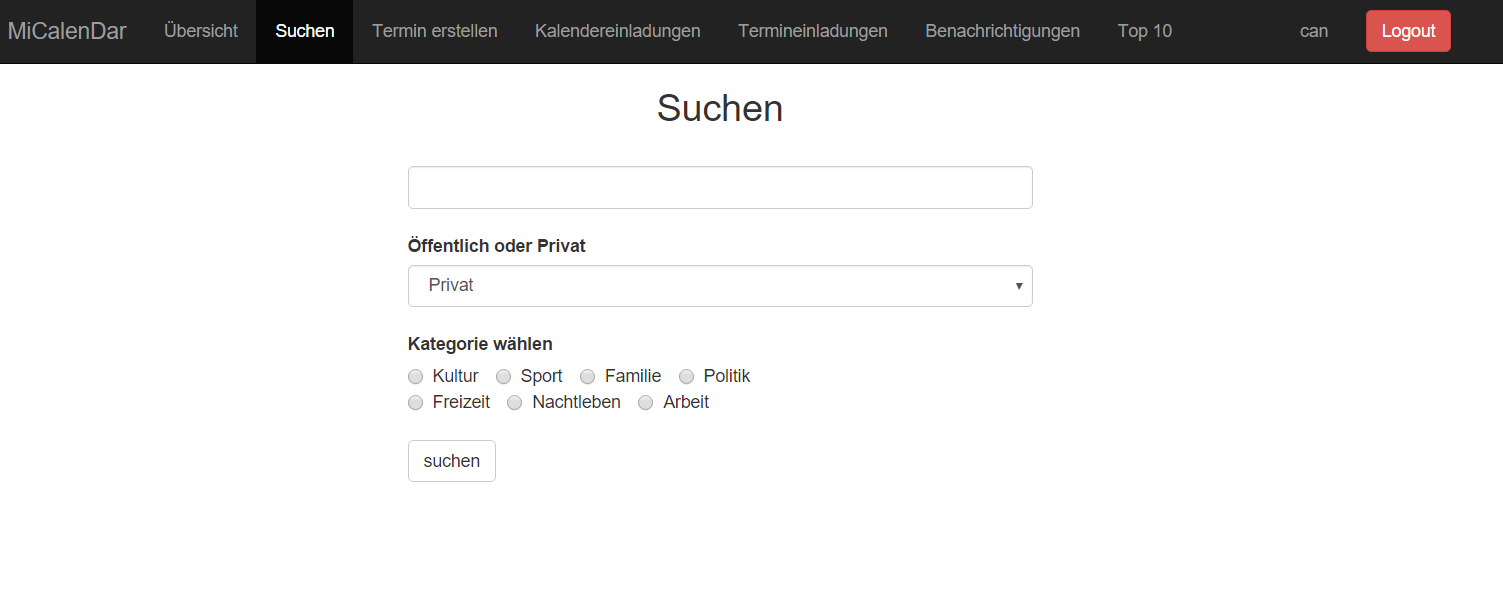 MiCalenDar Übersicht Suchen Termin erstellen Kalendereinladungen Termineinladungen Benachrichtigungen Top 10 can Logout
Suchen
Öffentlich oder Privat
Privat
Kategorie wählen
Kultur Sport Familie Politik
Freizeit Nachtleben Arbeit
suchen